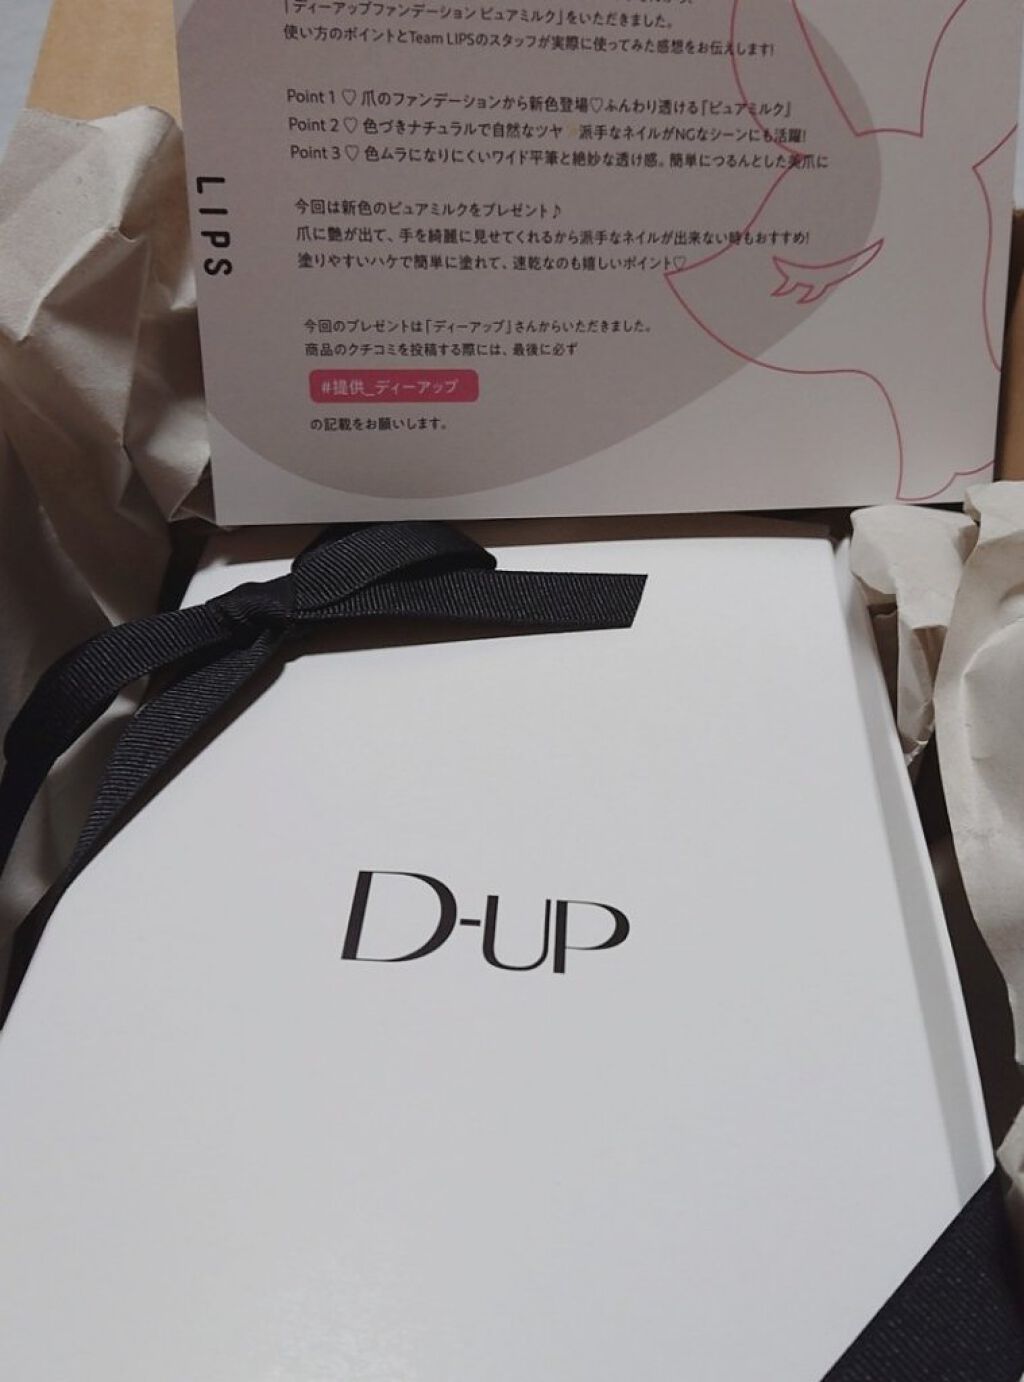 「ディーアップファンデーション ピュアミルク」をいただきました。
使い方のポイントとTeam LIPSのスタッフが実際に使ってみた感想をお伝えします!
Point 1 ♡ 爪のファンデーションから新色登場♡ふんわり透ける「ピュアミルク」
Point 2 ♡ 色づきナチュラルで自然なツヤ✨派手なネイルがNGなシーンにも活躍!
Point 3 ♡ 色ムラになりにくいワイド平筆と絶妙な透け感。簡単につるんとした美爪に
LIPS
今回は新色のピュアミルクをプレゼント♪
爪に艶が出て、手を綺麗に見せてくれるから派手なネイルが出来ない時もおすすめ!
塗りやすいハケで簡単に塗れて、速乾なのも嬉しいポイント♡
今回のプレゼントは「ディーアップ」さんからいただきました。
商品のクチコミを投稿する際には、最後に必ず
#提供_ディーアップ
の記載をお願いします。
D-UP